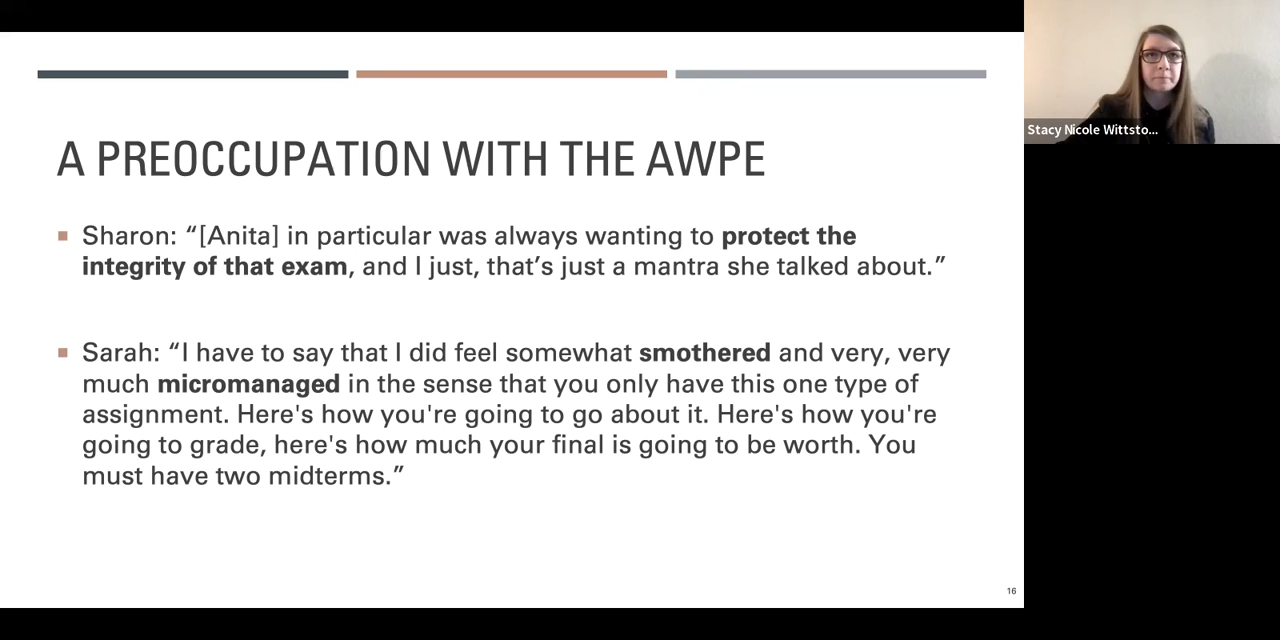 A PREOCCUPATION WITH THE AWPE
Sharon: “[Anita] in particular was always wanting to protect the
integrity of that exam, and I just, that’s just a mantra she talked about.”
Sarah: “I have to say that I did feel somewhat smothered and very, very
much micromanaged in the sense that you only have this one type of
assignment. Here's how you're going to go about it. Here's how you're
going to grade, here's how much your final is going to be worth. You
must have two midterms.”
16
Stacy Nicole Wittsto...